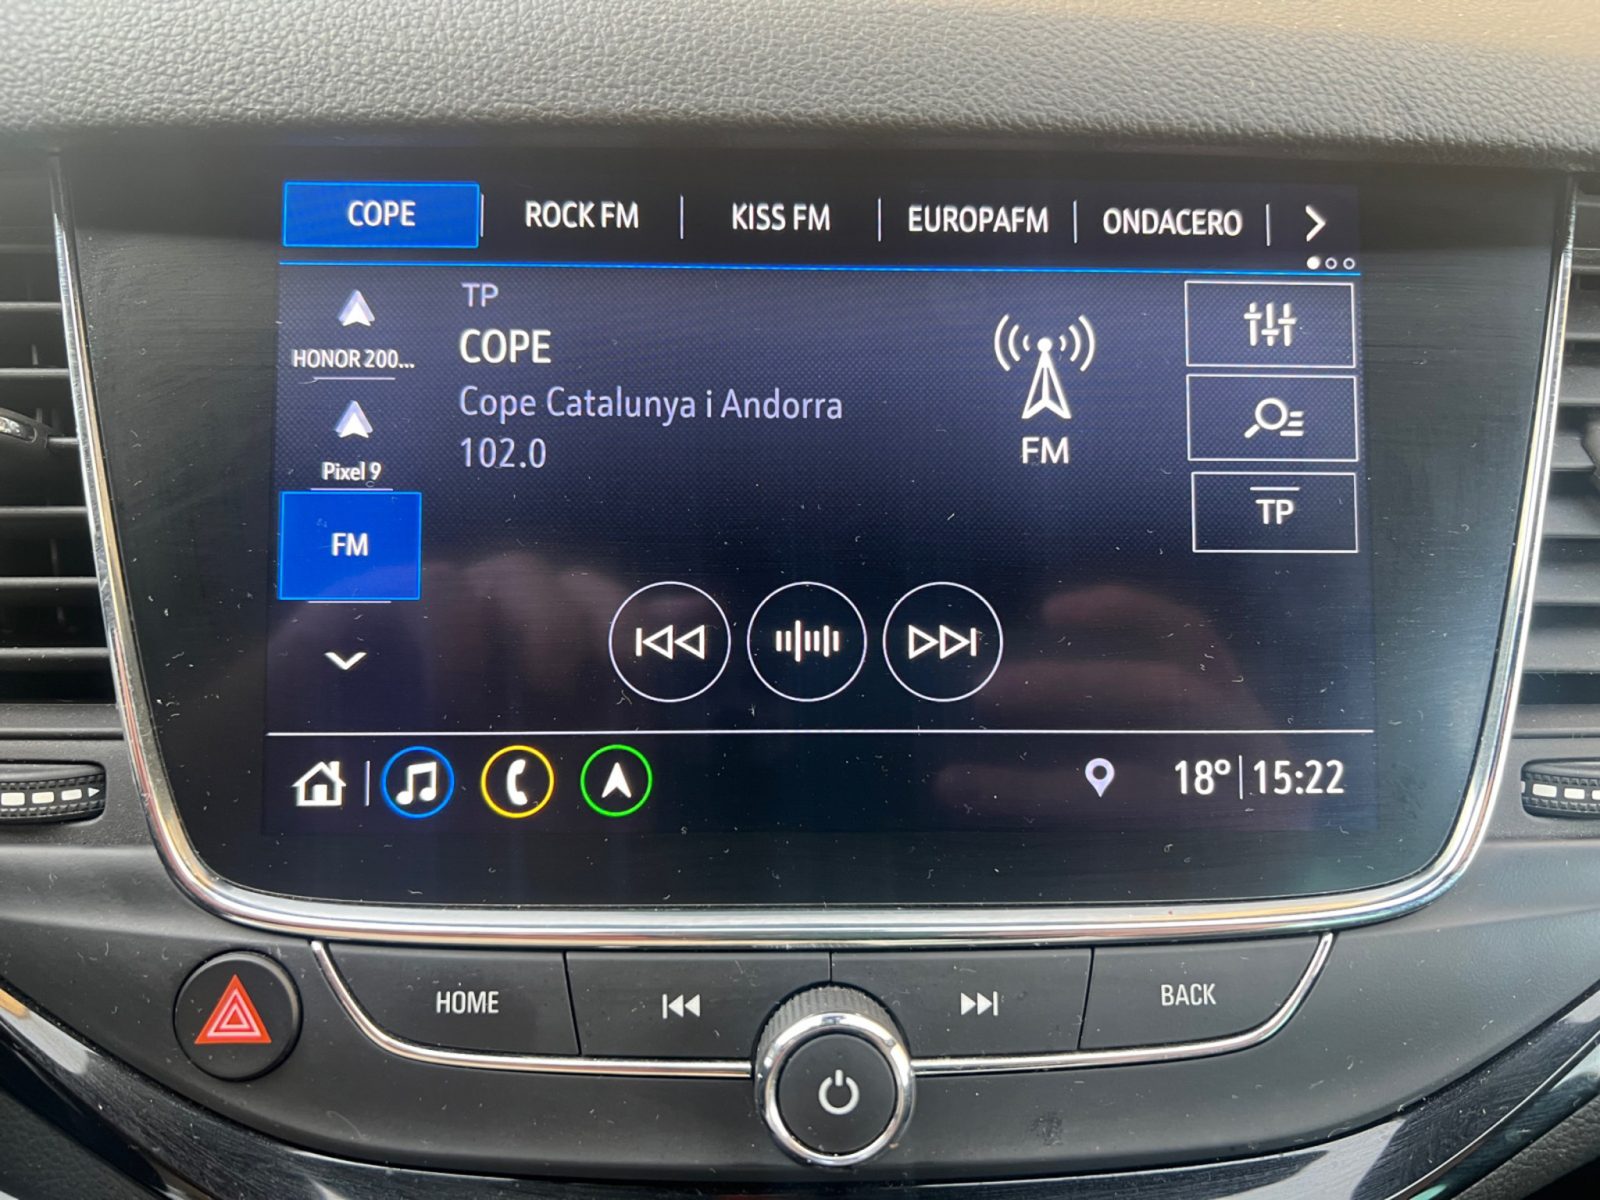 COPE
ROCK FM
KISS FM
EUROPAFM
ONDACERO
HONOR 200...
Pixel 9
FM
TP
COPE
Cope Catalunya i Andorra
102.0
FM
TP
18° 15:22
HOME
BACK